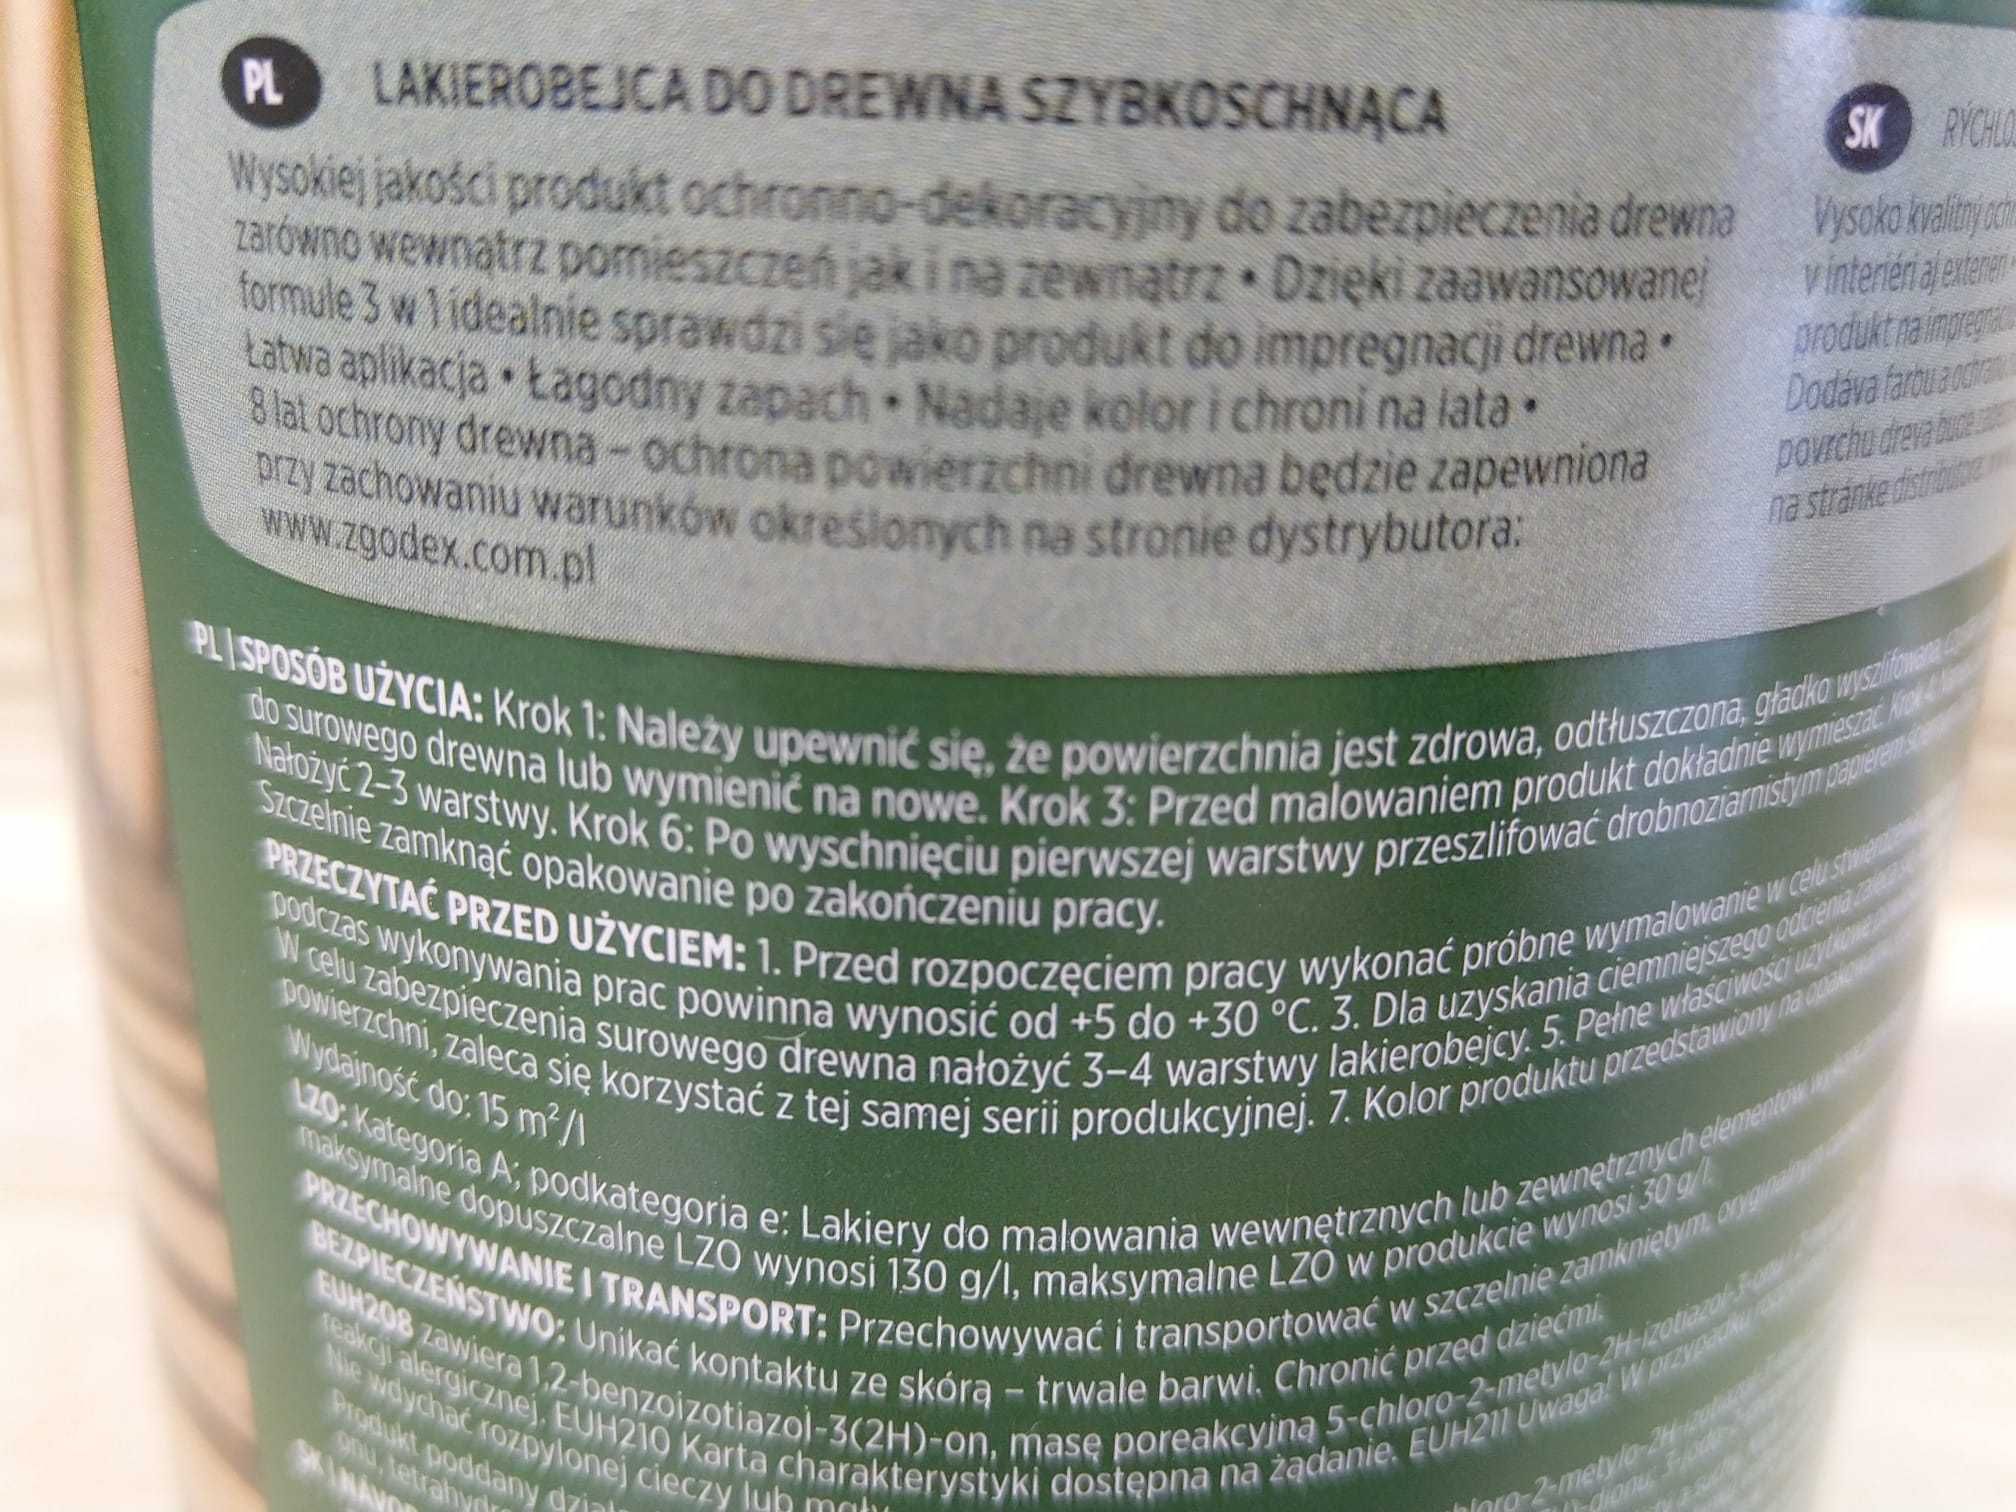 PL LAKIEROBEJCA DO DREWNA SZYBKOSCHNĄCA
Wysokiej jakości produkt ochronno-dekoracyjny do zabezpieczenia drewna
zarówno wewnątrz pomieszczeń jak i na zewnątrz • Dzięki zaawansowanej
formule 3 w 1 idealnie sprawdzi się jako produkt do impregnacji drewna •
Łatwa aplikacja • Łagodny zapach • Nadaje kolor i chroni na lata •
8 lat ochrony drewna – ochrona powierzchni drewna będzie zapewniona
przy zachowaniu warunków określonych na stronie dystrybutora:
www.zgodex.com.pl
SK
Vysoko kvalitný
v interiéri aj exteriéri
produkt na
Dodáva farbu a
povrchu dreva
na stránke
PL | SPOSÓB UŻYCIA: Krok 1: Należy upewnić się, że powierzchnia jest zdrowa, odtłuszczona, gładko wyszlifowana,
do surowego drewna lub wymienić na nowe. Krok 3: Przed malowaniem produkt dokładnie wymieszać. Krok 4:
Nałożyć 2–3 warstwy. Krok 6: Po wyschnięciu pierwszej warstwy przeszlifować drobnoziarnistym papierem
Szczelnie zamknąć opakowanie po zakończeniu pracy.
PRZECZYTAĆ PRZED UŻYCIEM: 1. Przed rozpoczęciem pracy wykonać próbne wymalowanie w celu
podczas wykonywania prac powinna wynosić od +5 do +30 °C. 3. Dla uzyskania ciemniejszego odcienia zaleca
W celu zabezpieczenia surowego drewna nałożyć 3–4 warstwy lakierobejcy. 5. Pełne właściwości użytkowe
powierzchni, zaleca się korzystać z tej samej serii produkcyjnej. 7. Kolor produktu przedstawiony na
Wydajność do: 15 m²/l
LZO: Kategoria A; podkategoria e: Lakiery do malowania wewnętrznych lub zewnętrznych elementów
maksymalne dopuszczalne LZO wynosi 130 g/l, maksymalne LZO w produkcie wynosi 30 g/l.
PRZECHOWYWANIE I TRANSPORT: Przechowywać i transportować w szczelnie zamkniętym, oryginalnym
BEZPIECZEŃSTWO: Unikać kontaktu ze skórą – trwale barwi. Chronić przed dziećmi.
EUH208 zawiera 1,2-benzoizotiazol-3(2H)-on, masę poreakcyjną 5-chloro-2-metylo-2H-izotiazol-3-onu
reakcji alergicznej. EUH210 Karta charakterystyki dostępna na żądanie. EUH211 Uwaga! W przypadku
Nie wdychać rozpylonej cieczy lub mgły.
Produkt poddany